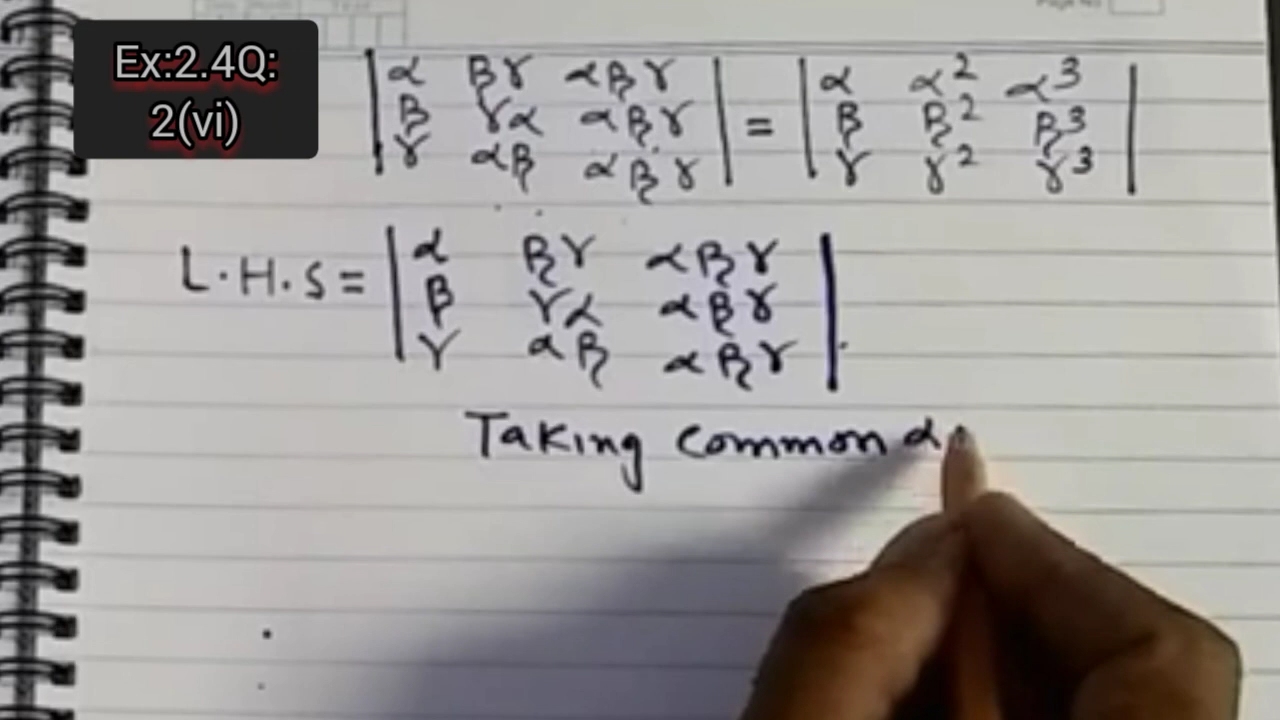 Ex:2.4Q:
2(vi)
| α βγ αβγ | = | α α² α³ |
| β γα αβγ | = | β β² β³ |
| γ αβ αβγ | = | γ γ² γ³ |
L.H.S = | α βγ αβγ |
| β γα αβγ |
| γ αβ αβγ |
Taking common α